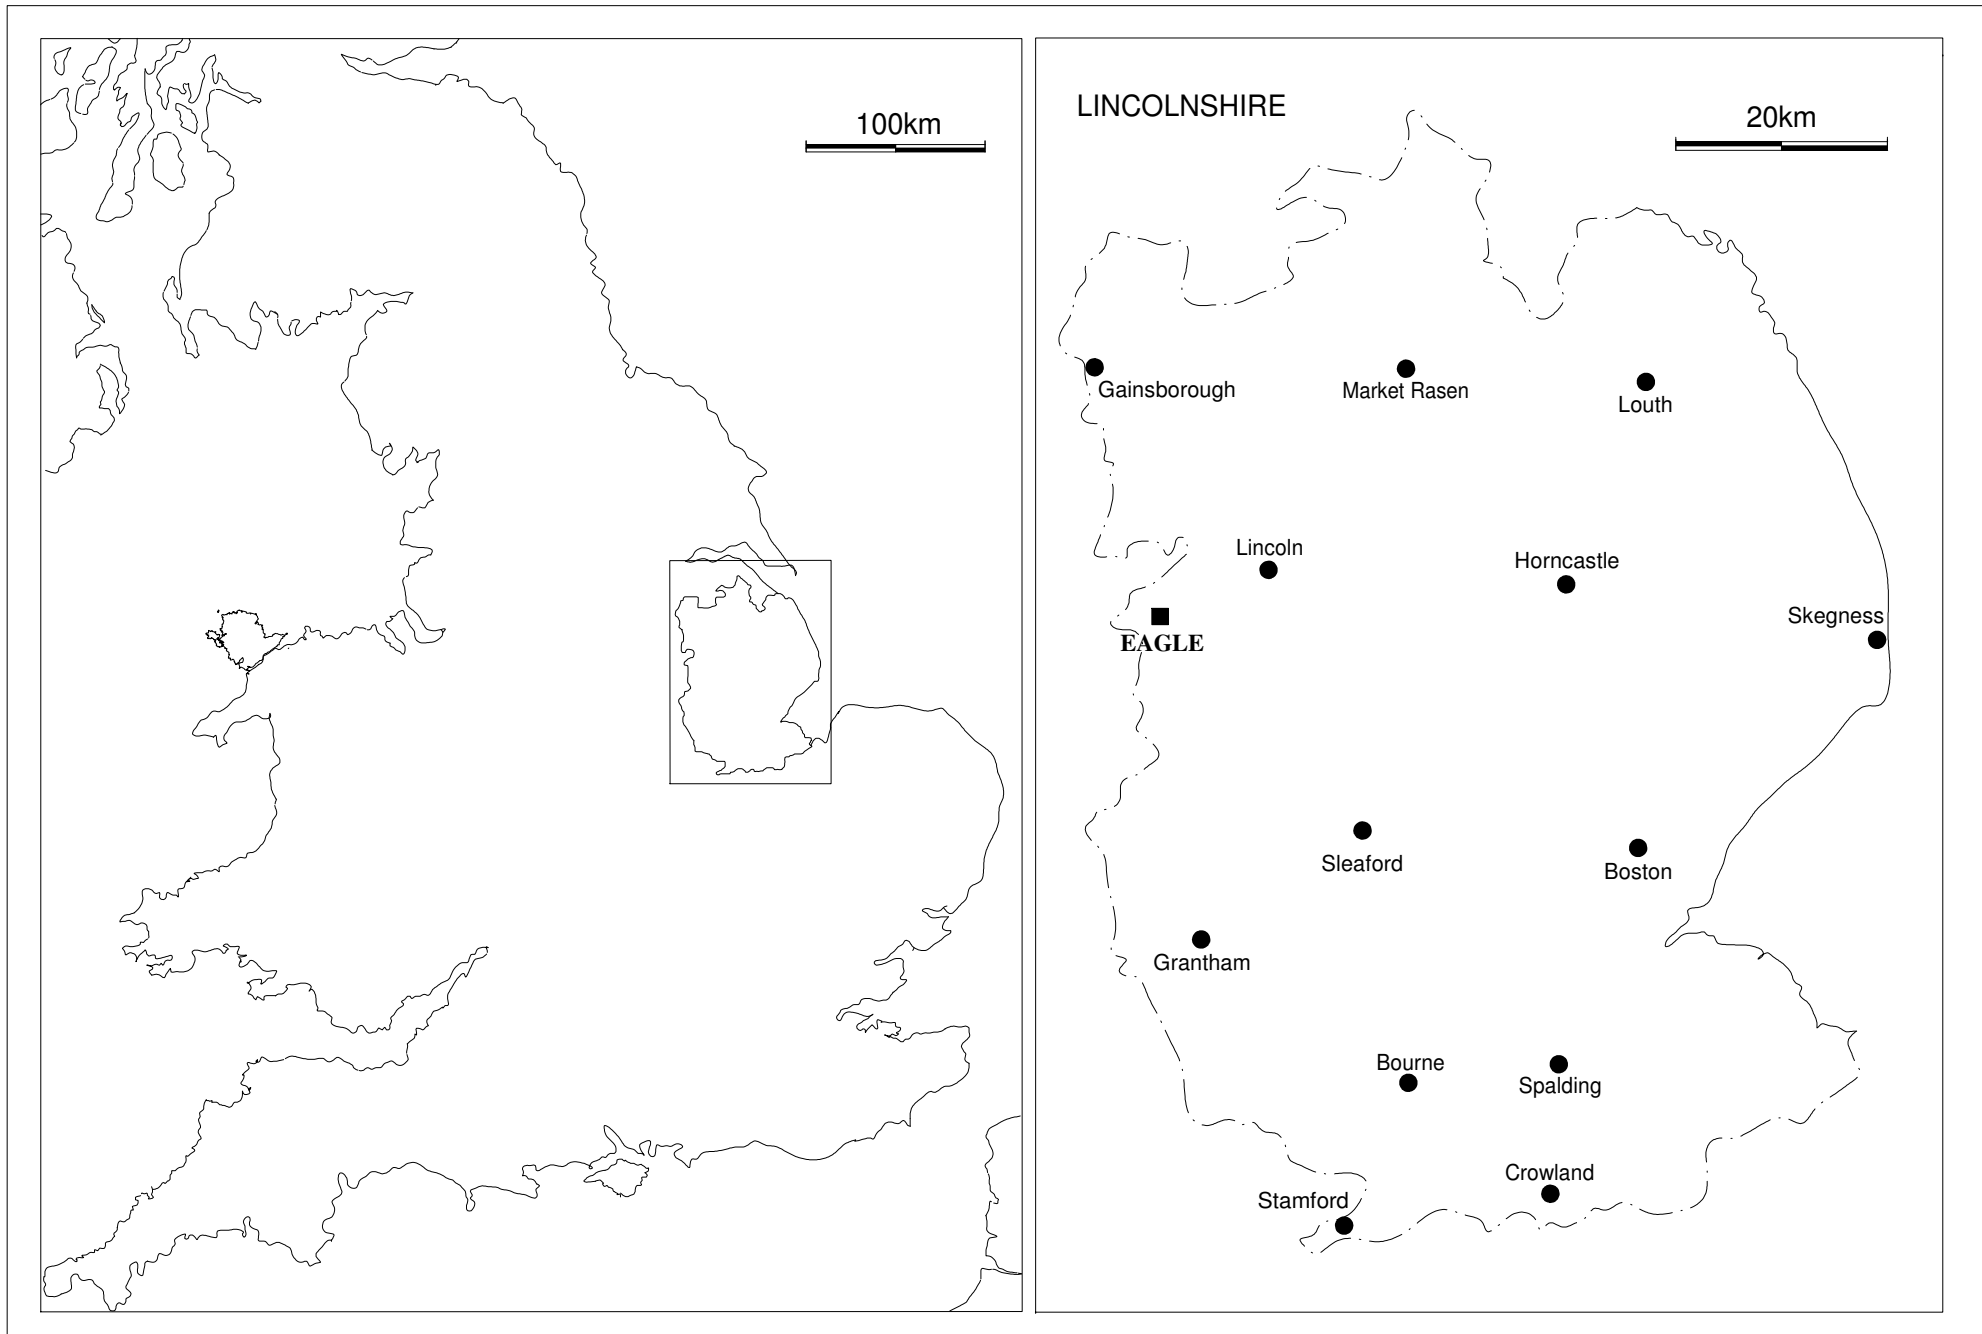 100km
LINCOLNSHIRE
20km
Gainsborough
Market Rasen
Louth
Lincoln
Horncastle
Skegness
EAGLE
Sleaford
Boston
Grantham
Bourne
Spalding
Crowland
Stamford